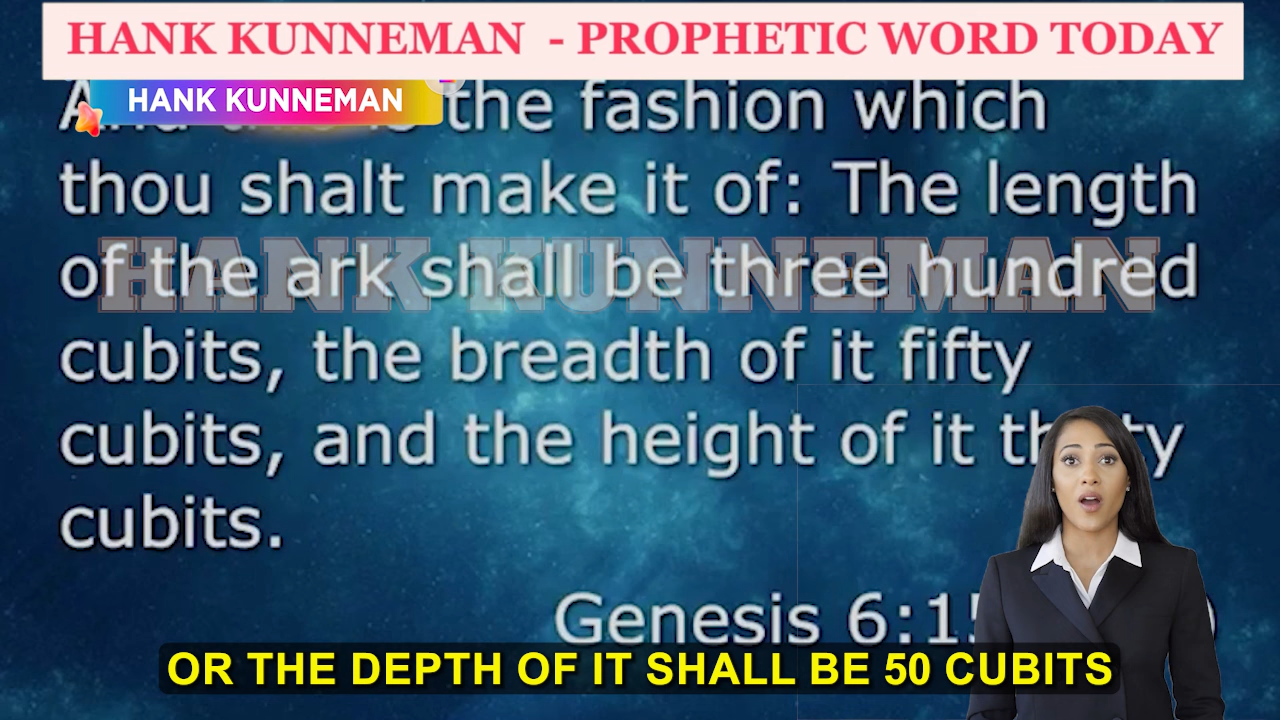 HANK KUNNEMAN - PROPHETIC WORD TODAY
HANK KUNNEMAN
the fashion which
thou shalt make it of: The length
of the ark shall be three hundred
HANK KUNNEMAN
cubits, the breadth of it fifty
cubits, and the height of it
cubits.
Genesis 6:15
OR THE DEPTH OF IT SHALL BE 50 CUBITS